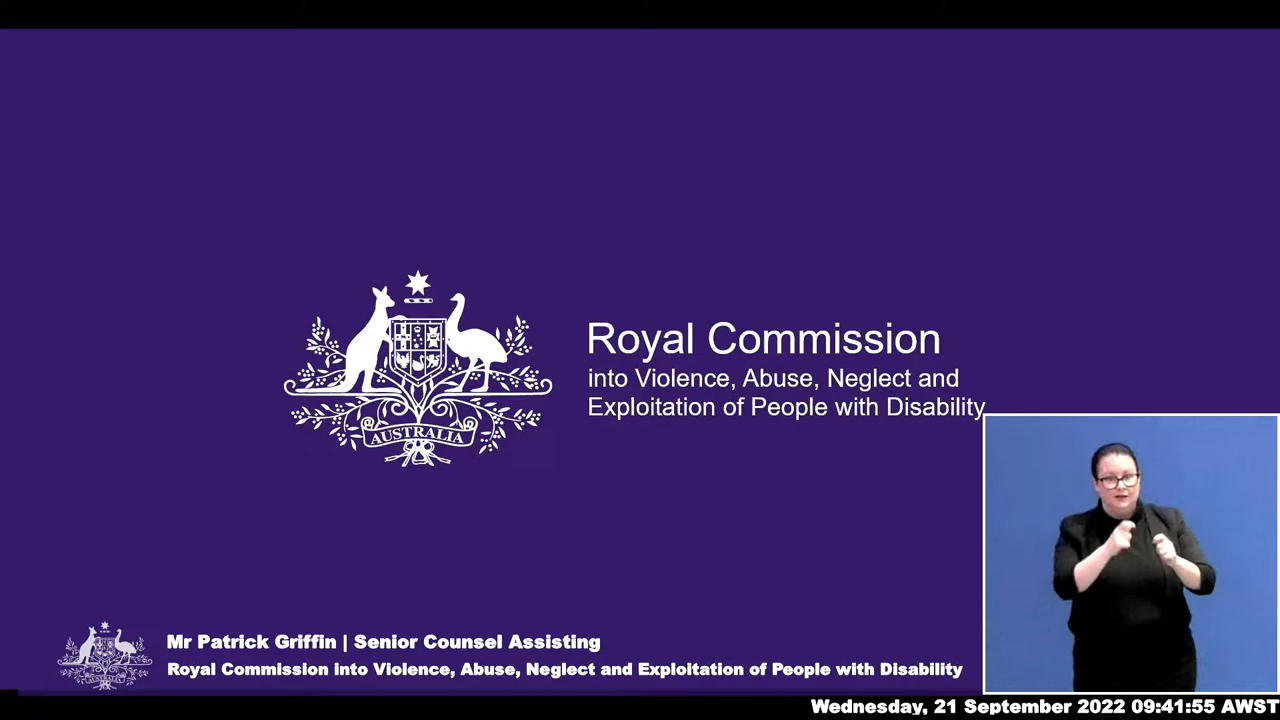 Royal Commission
into Violence, Abuse, Neglect and
Exploitation of People with Disability
AUSTRALIA
Mr Patrick Griffin | Senior Counsel Assisting
Royal Commission into Violence, Abuse, Neglect and Exploitation of People with Disability
Wednesday, 21 September 2022 09:41:55 AWST